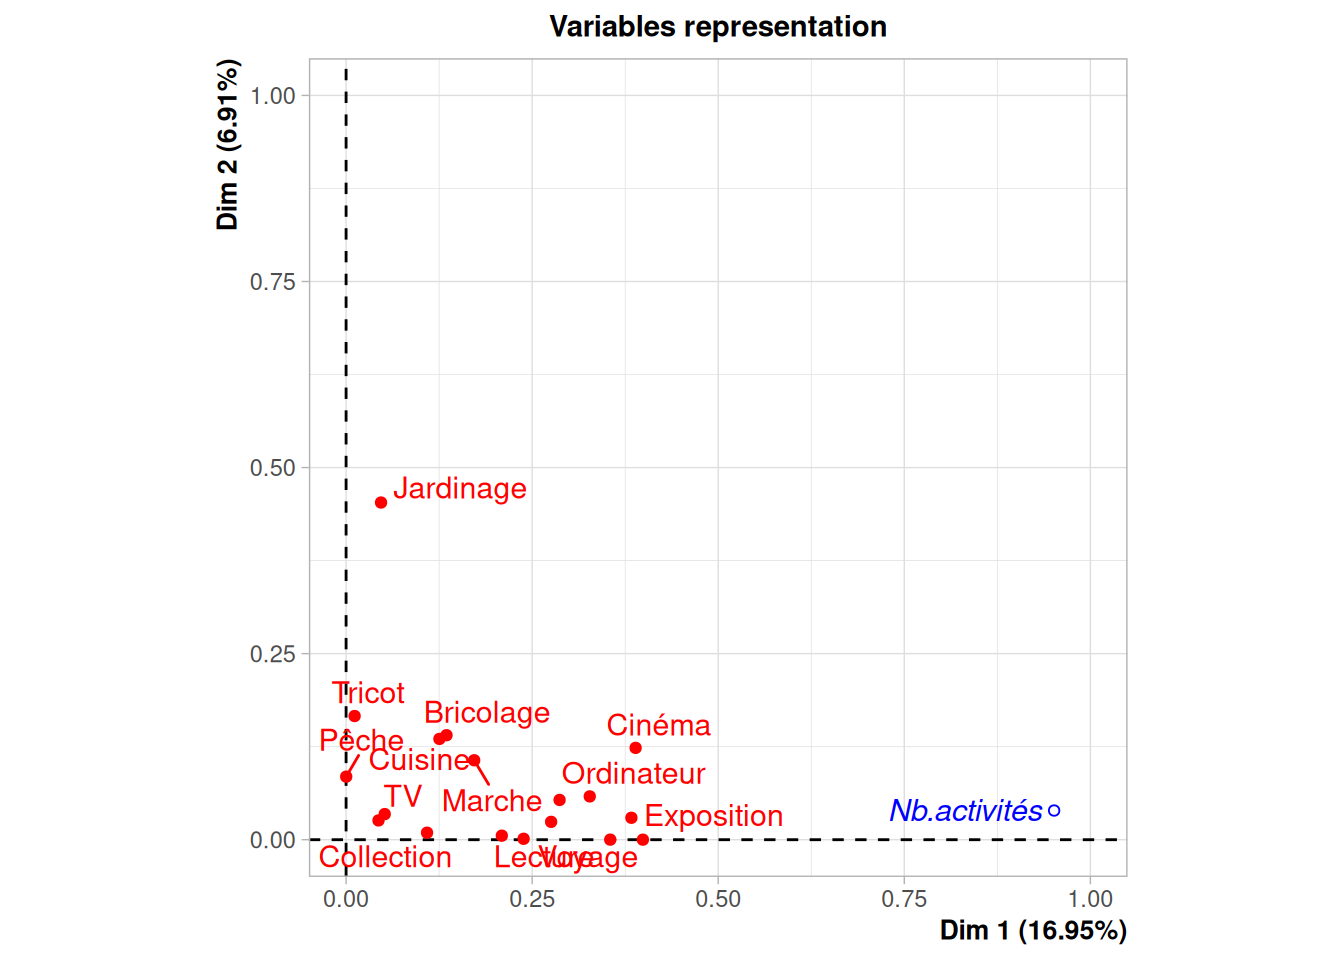 Variables representation
Dim 2 (6.91%)
1.00
0.75
0.50
0.25
0.00
Jardinage
Tricot
Bricolage
Cinéma
Pêche
Cuisine
Ordinateur
TV
Marche
Exposition
Nb.activités
Collection
Lecture
Voyage
0.00
0.25
0.50
0.75
1.00
Dim 1 (16.95%)